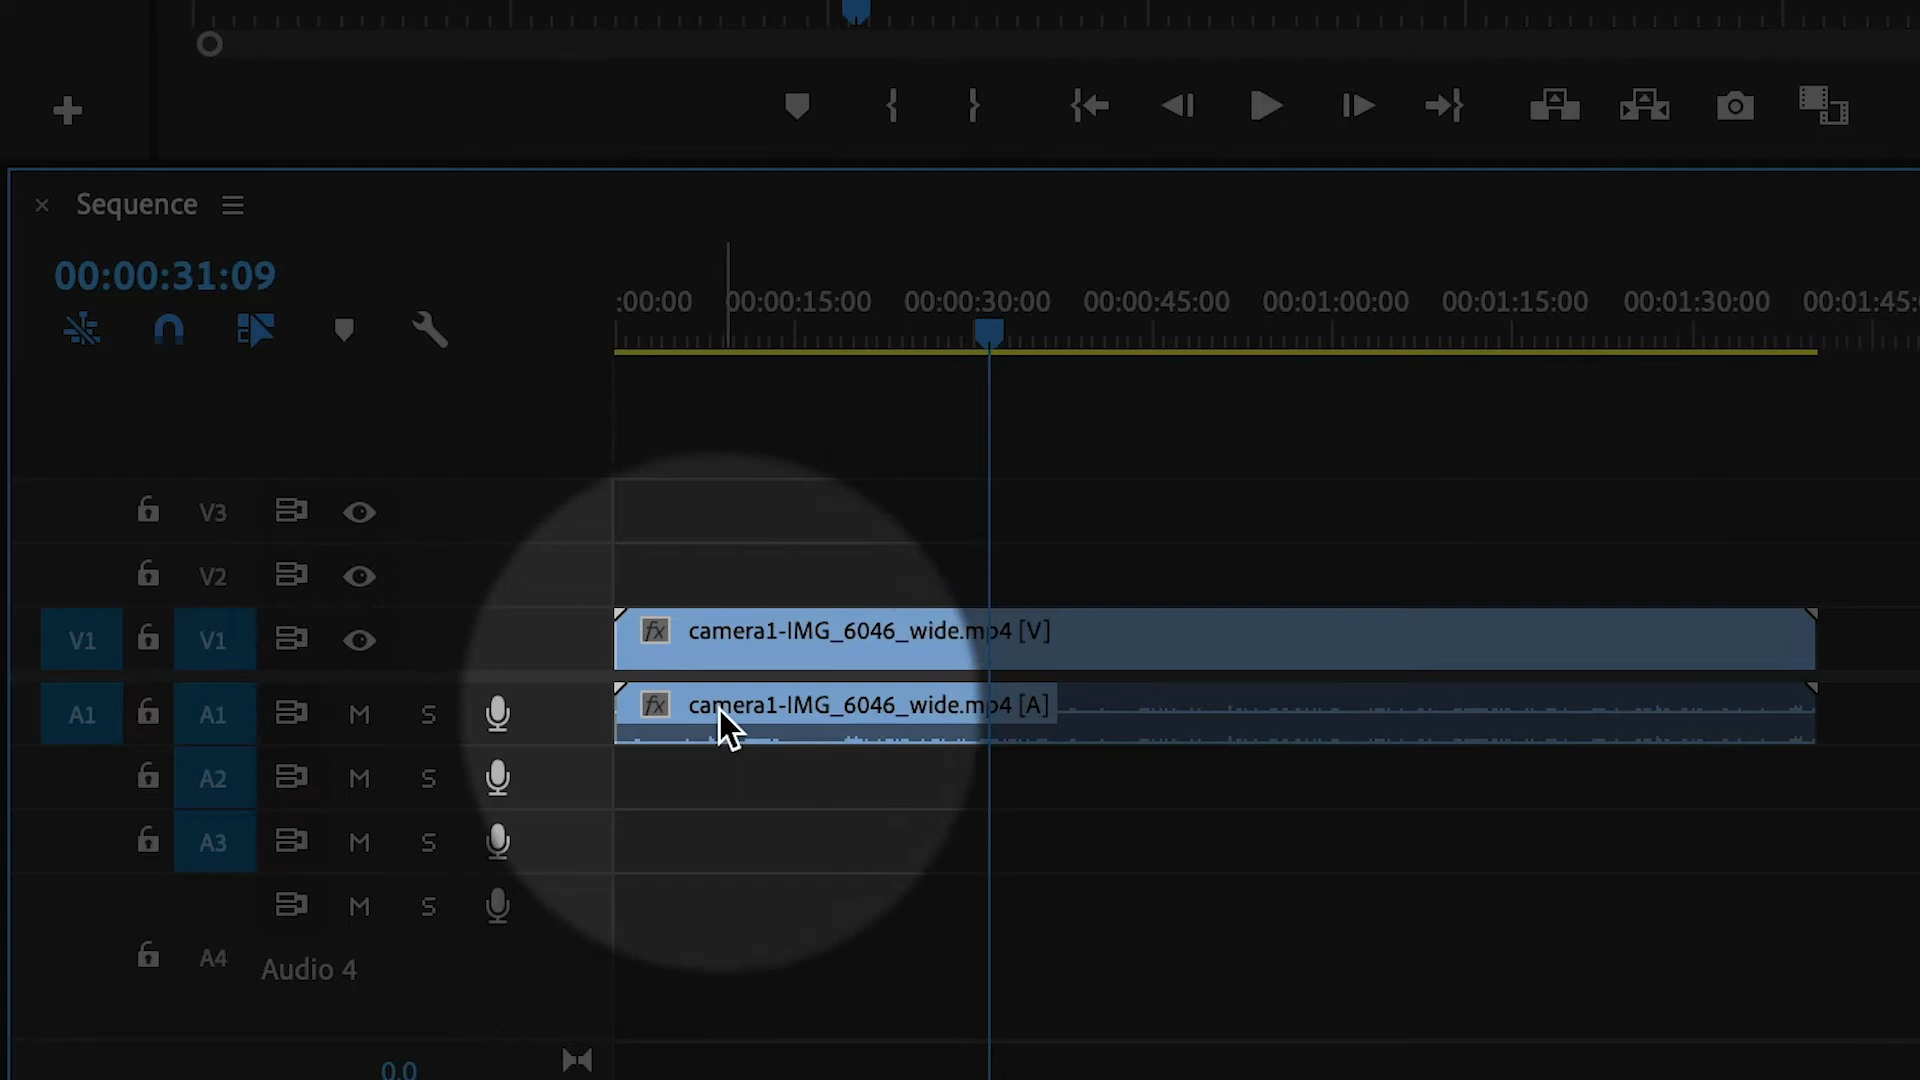 Sequence
00:00:31:09
:00:00 00:00:15:00 00:00:30:00 00:00:45:00 00:01:00:00 00:01:15:00 00:01:30:00 00:01:45:
V3
V2
V1 V1 fx camera1-IMG_6046_wide.mp4 [V]
A1 A1 M S fx camera1-IMG_6046_wide.mp4 [A]
A2 M S
A3 M S
M S
A4 Audio 4
0.0